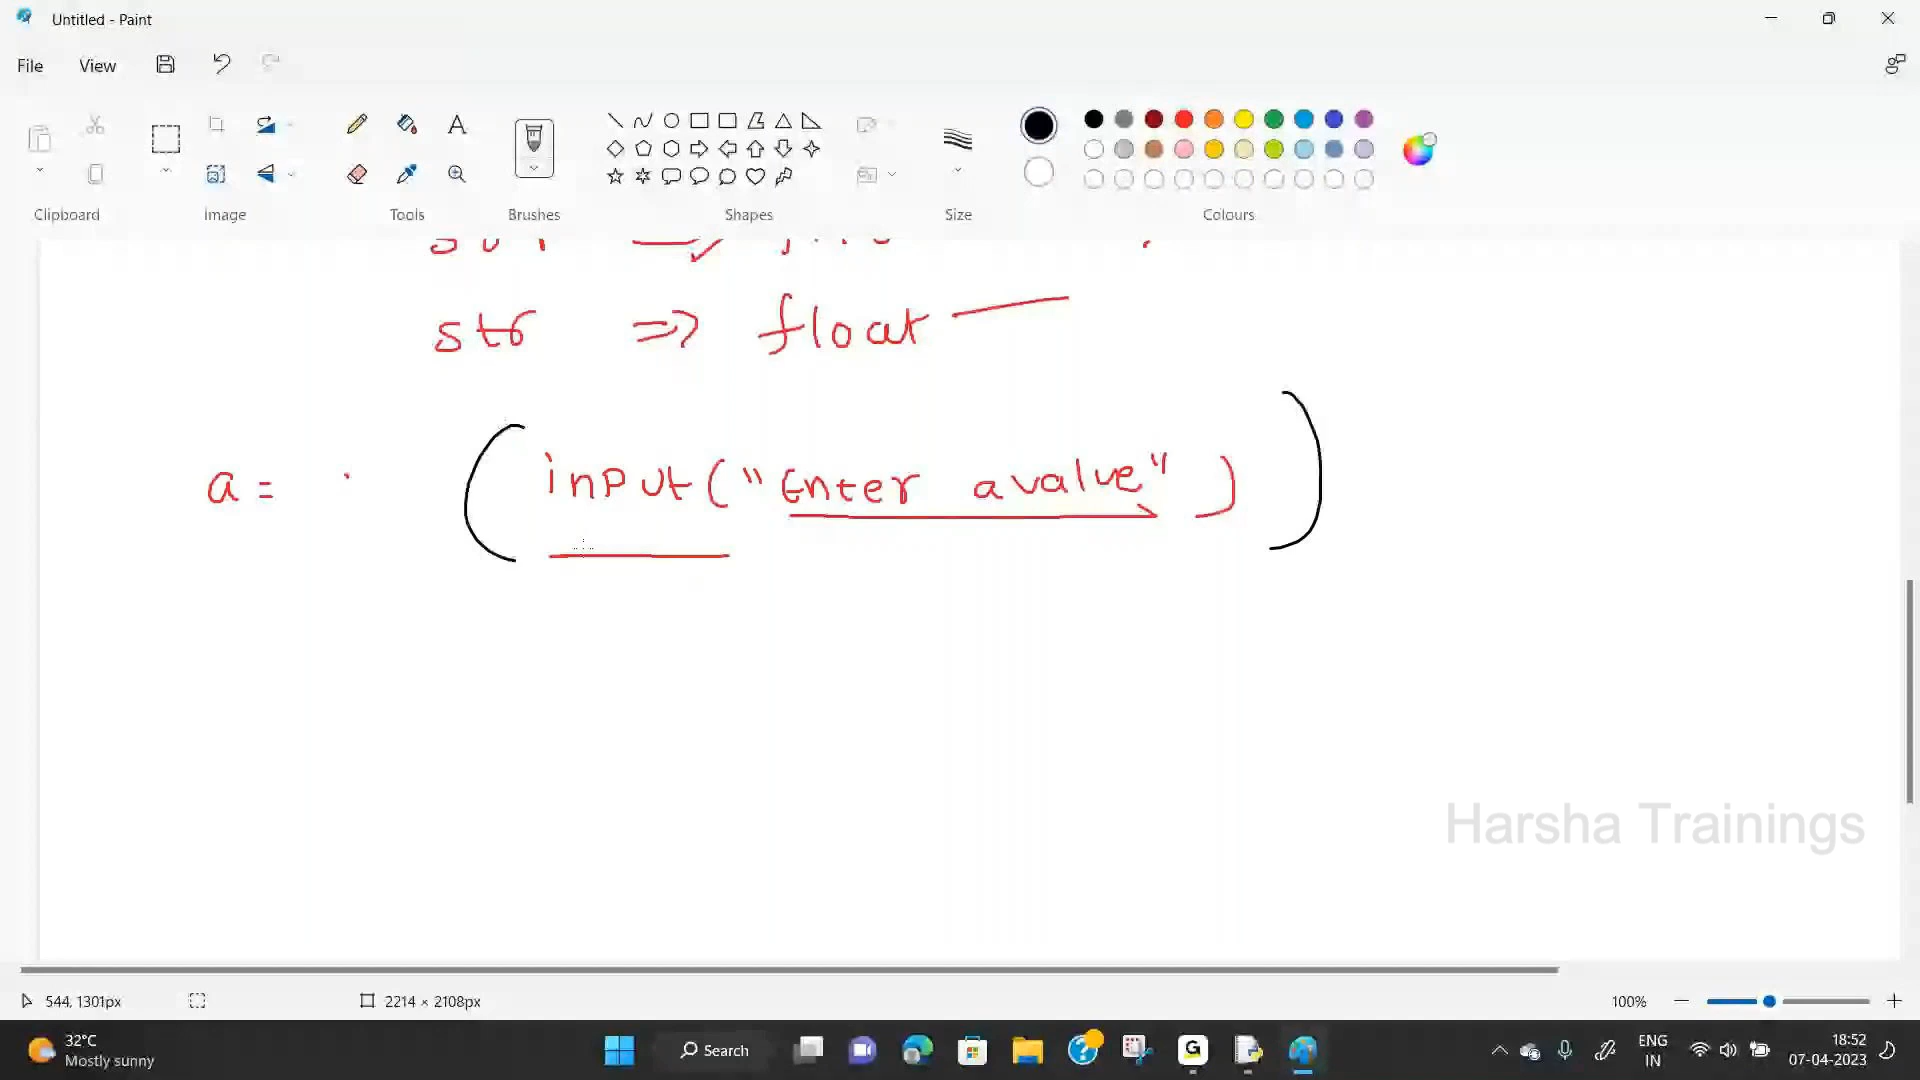 Untitled - Paint
File View
Clipboard Image Tools Brushes Shapes Size Colours
str => float
a = ( input("Enter a value") )
Harsha Trainings
544, 1301px 2214 × 2108px 100%
32°C
Mostly sunny
Search
ENG
IN
18:52
07-04-2023